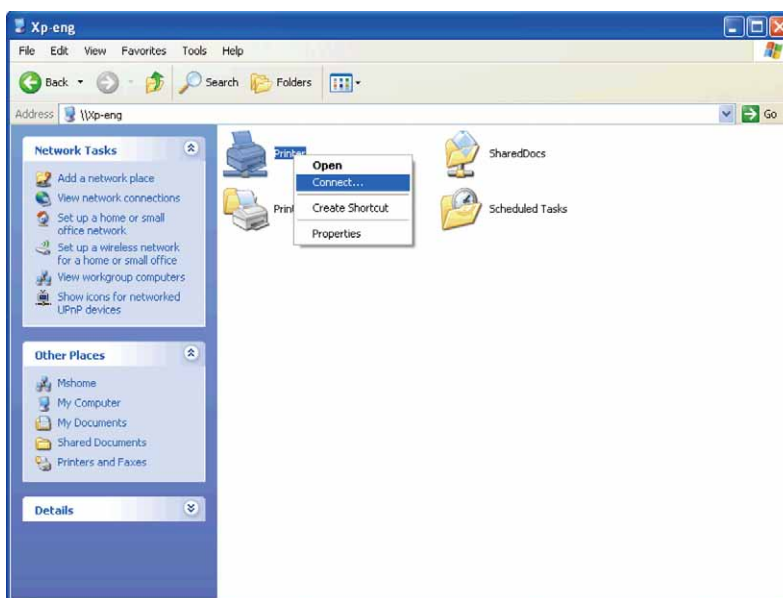 Xp-eng
File Edit View Favorites Tools Help
Back Search Folders
Address \\Xp-eng Go
Network Tasks
Add a network place
View network connections
Set up a home or small
office network
Set up a wireless network
for a home or small office
View workgroup computers
Show icons for networked
UPnP devices
Other Places
Mshome
My Computer
My Documents
Shared Documents
Printers and Faxes
Details
Printer
SharedDocs
Print
Scheduled Tasks
Open
Connect...
Create Shortcut
Properties